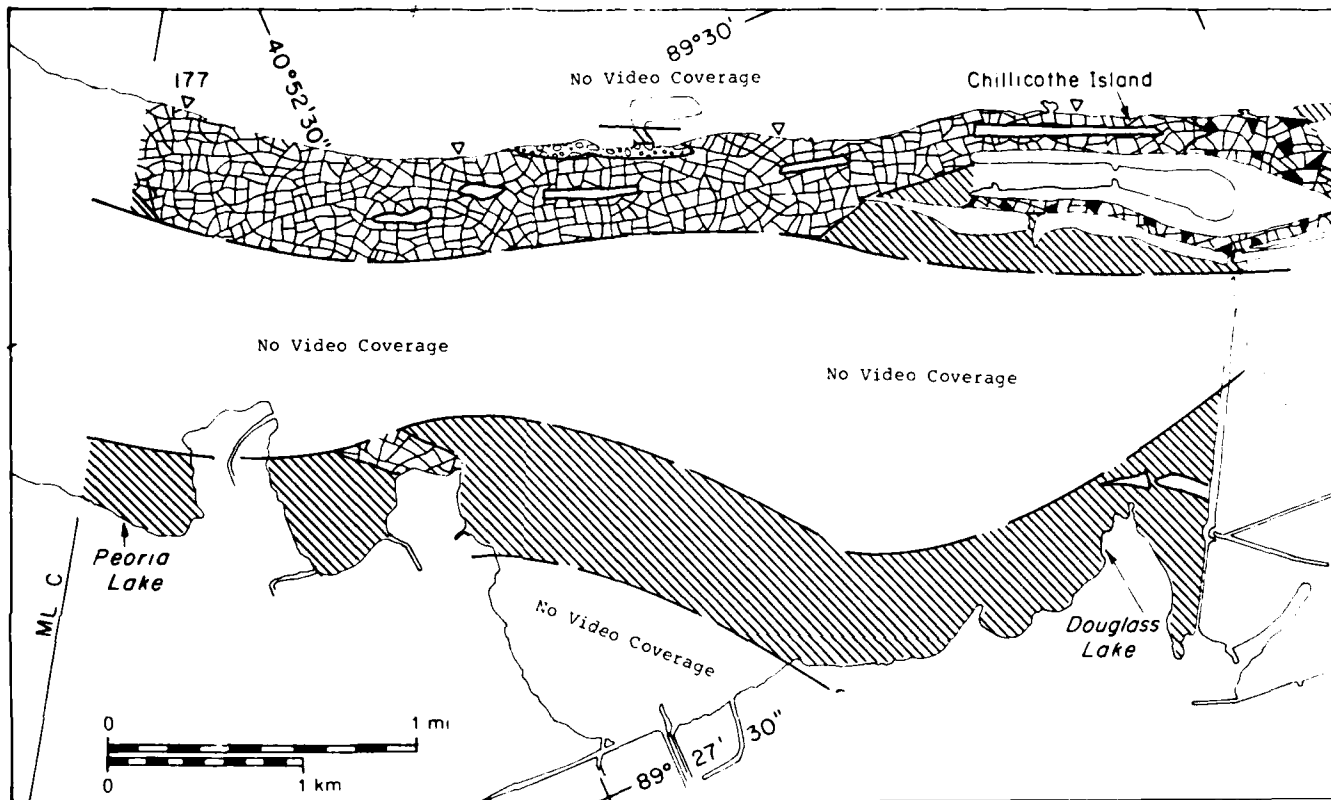 40°52'30"
89°30'
No Video Coverage
177
Chillicothe Island
No Video Coverage
No Video Coverage
Peoria
Lake
ML C
No Video Coverage
Douglass
Lake
0 1 mi
0 1 km
89° 27' 30"